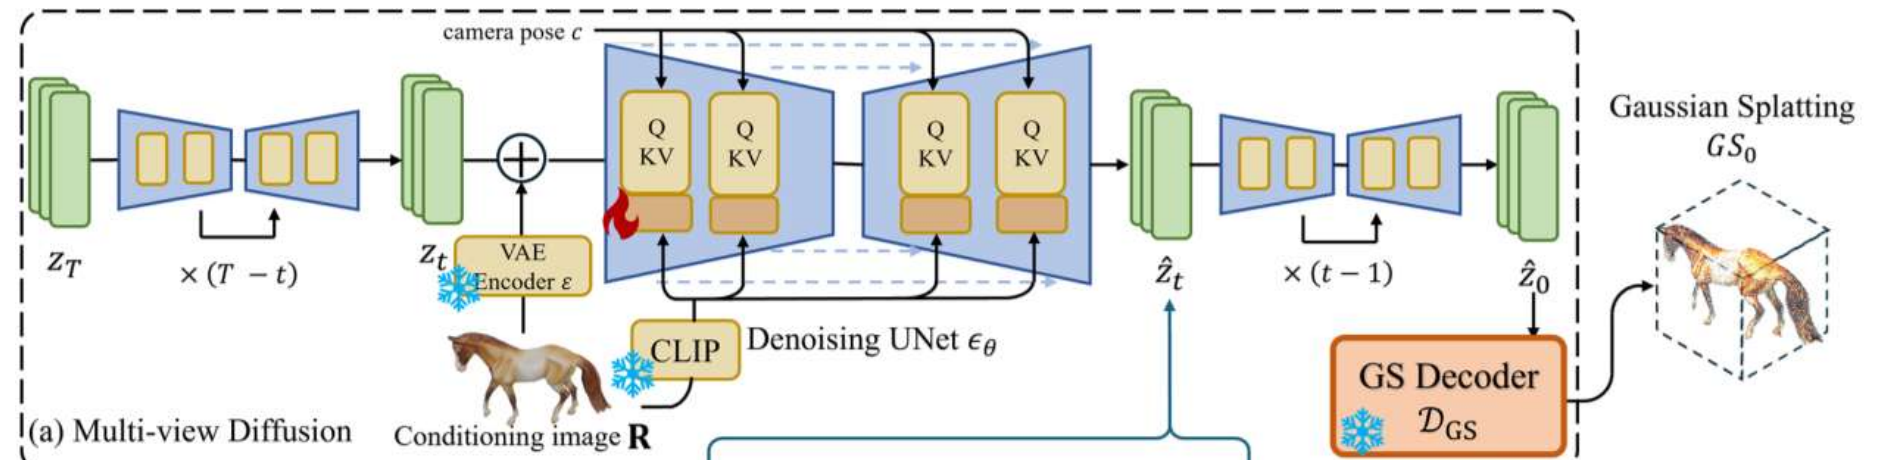 camera pose c
Q
KV
Q
KV
Q
KV
Q
KV
Gaussian Splatting
GS₀
z_T
× (T − t)
z_t
VAE
Encoder ε
ẑ_t
× (t − 1)
ẑ₀
CLIP
Denoising UNet ϵ_θ
GS Decoder
𝒟_GS
(a) Multi-view Diffusion
Conditioning image R